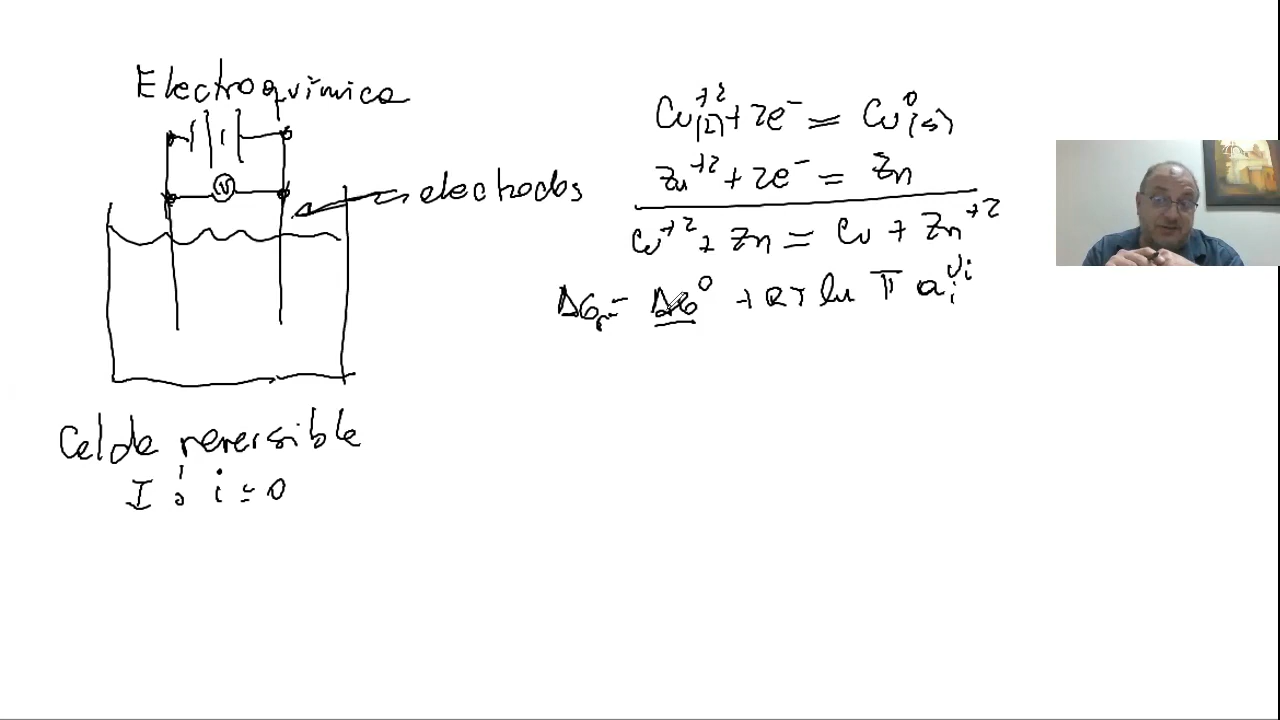 Electroquímica
V
electrodos
Celda reversible
I ó i = 0
Cu⁺²(l) + 2e⁻ = Cu⁰(s)
Zn⁺² + 2e⁻ = Zn
Cu⁺² + Zn = Cu + Zn⁺²
ΔGr = ΔG⁰ + RT ln π aᵢ^νi